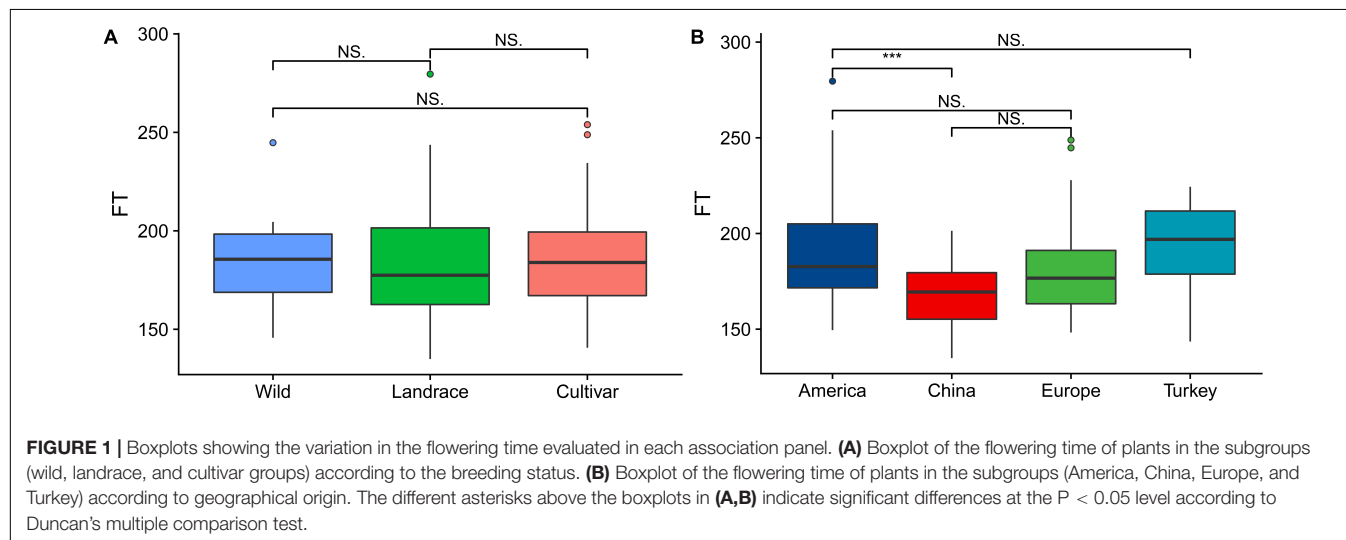 A
B
300
250
200
150
FT
NS.
NS.
NS.
Wild
Landrace
Cultivar
300
250
200
150
FT
NS.
***
NS.
NS.
America
China
Europe
Turkey
FIGURE 1 | Boxplots showing the variation in the flowering time evaluated in each association panel. (A) Boxplot of the flowering time of plants in the subgroups
(wild, landrace, and cultivar groups) according to the breeding status. (B) Boxplot of the flowering time of plants in the subgroups (America, China, Europe, and
Turkey) according to geographical origin. The different asterisks above the boxplots in (A,B) indicate significant differences at the P < 0.05 level according to
Duncan’s multiple comparison test.